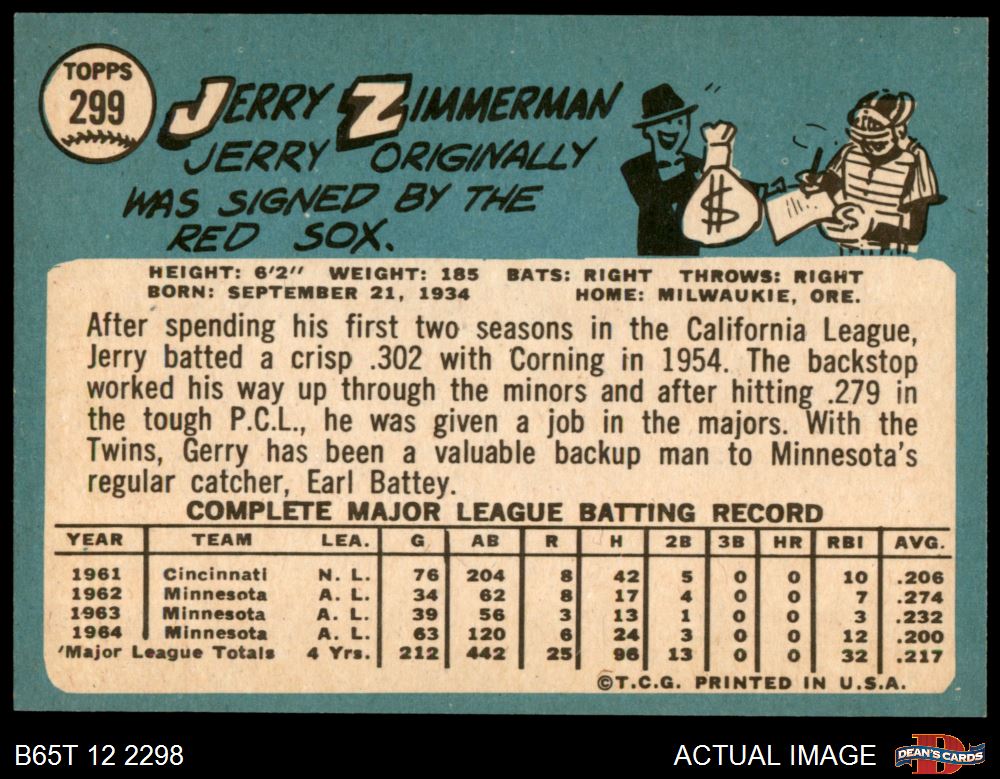 TOPPS
299
JERRY ZIMMERMAN
JERRY ORIGINALLY
WAS SIGNED BY THE
RED SOX.
$
HEIGHT: 6'2" WEIGHT: 185 BATS: RIGHT THROWS: RIGHT
BORN: SEPTEMBER 21, 1934 HOME: MILWAUKIE, ORE.
After spending his first two seasons in the California League,
Jerry batted a crisp .302 with Corning in 1954. The backstop
worked his way up through the minors and after hitting .279 in
the tough P.C.L., he was given a job in the majors. With the
Twins, Gerry has been a valuable backup man to Minnesota's
regular catcher, Earl Battey.
COMPLETE MAJOR LEAGUE BATTING RECORD
YEAR TEAM LEA. G AB R H 2B 3B HR RBI AVG.
1961 Cincinnati N. L. 76 204 8 42 5 0 0 10 .206
1962 Minnesota A. L. 34 62 8 17 4 0 0 7 .274
1963 Minnesota A. L. 39 56 3 13 1 0 0 3 .232
1964 Minnesota A. L. 63 120 6 24 3 0 0 12 .200
Major League Totals 4 Yrs. 212 442 25 96 13 0 0 32 .217
©T.C.G. PRINTED IN U.S.A.
B65T 12 2298 ACTUAL IMAGE DEAN'S CARDS